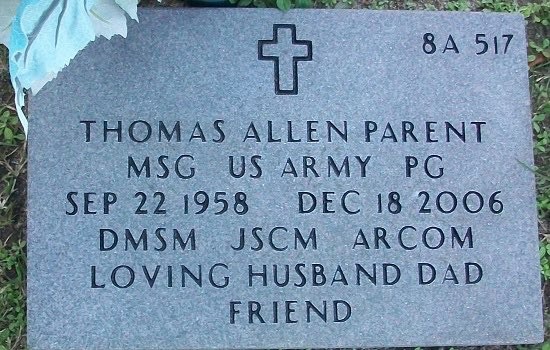 8A 517
THOMAS ALLEN PARENT
MSG US ARMY PG
SEP 22 1958 DEC 18 2006
DMSM JSCM ARCOM
LOVING HUSBAND DAD
FRIEND